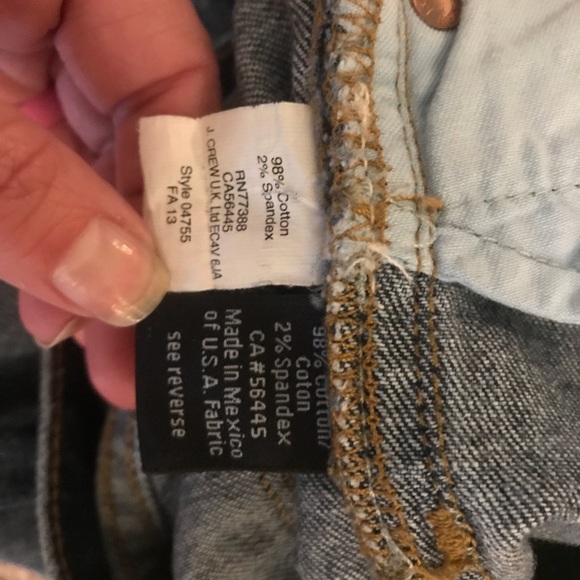 98% Cotton
2% Spandex
RN77388
CA56445
J. CREW U.K. Ltd EC4V 6JA
Style 04755
FA 13
98% Cotton/
Coton
2% Spandex
CA#56445
Made in Mexico
of U.S.A. Fabric
see reverse